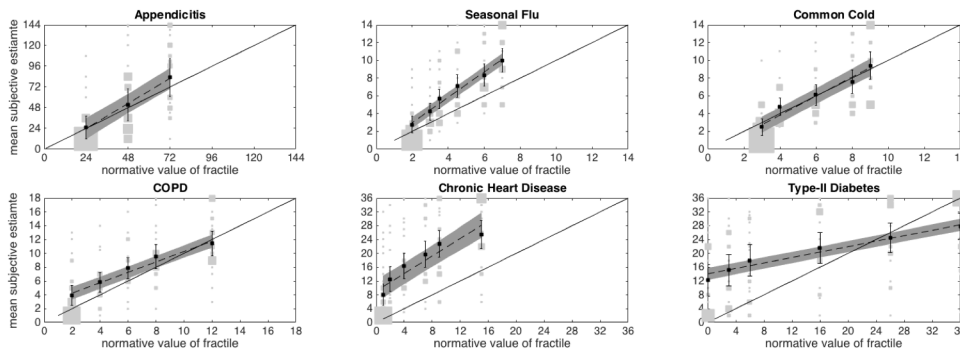 Appendicitis
mean subjective estiamte
144
120
96
72
48
24
0
0 24 48 72 96 120 144
normative value of fractile
Seasonal Flu
14
12
10
8
6
4
2
0
0 2 4 6 8 10 12 14
normative value of fractile
Common Cold
14
12
10
8
6
4
2
0
0 2 4 6 8 10 12 14
normative value of fractile
COPD
mean subjective estiamte
18
16
14
12
10
8
6
4
2
0
0 2 4 6 8 10 12 14 16 18
normative value of fractile
Chronic Heart Disease
36
32
28
24
20
16
12
8
4
0
0 4 8 12 16 20 24 28 32 36
normative value of fractile
Type-II Diabetes
36
32
28
24
20
16
12
8
4
0
0 4 8 12 16 20 24 28 32 36
normative value of fractile